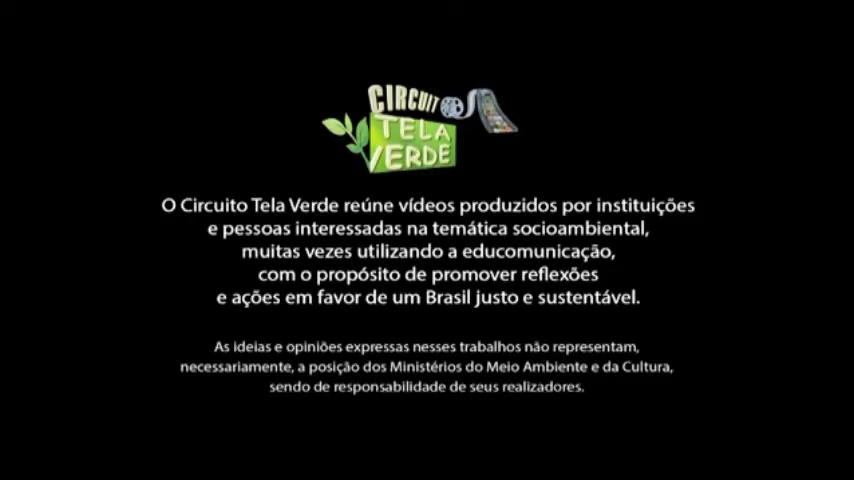 CIRCUIT
TELA
VERDE
O Circuito Tela Verde reúne vídeos produzidos por instituições
e pessoas interessadas na temática socioambiental,
muitas vezes utilizando a educomunicação,
com o propósito de promover reflexões
e ações em favor de um Brasil justo e sustentável.
As ideias e opiniões expressas nesses trabalhos não representam,
necessariamente, a posição dos Ministérios do Meio Ambiente e da Cultura,
sendo de responsabilidade de seus realizadores.